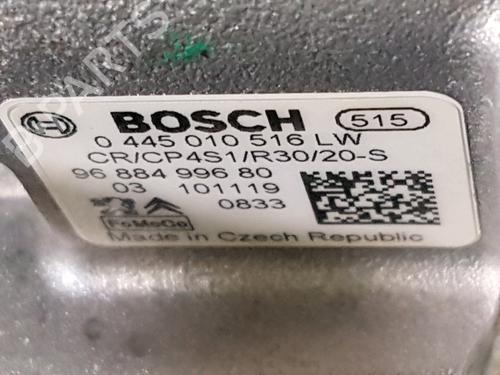 BOSCH 515
0 445 010 516 LW
CR/CP4S1/R30/20-S
96 884 996 80
03 101119
0833
FoMoCo
Made in Czech Republic
B-PARTS